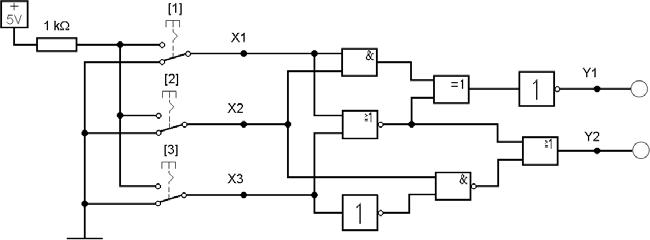 [1]
+
5V
1 kΩ
X1
&
=1
1
Y1
[2]
X2
≥1
≥1
Y2
[3]
X3
&
1